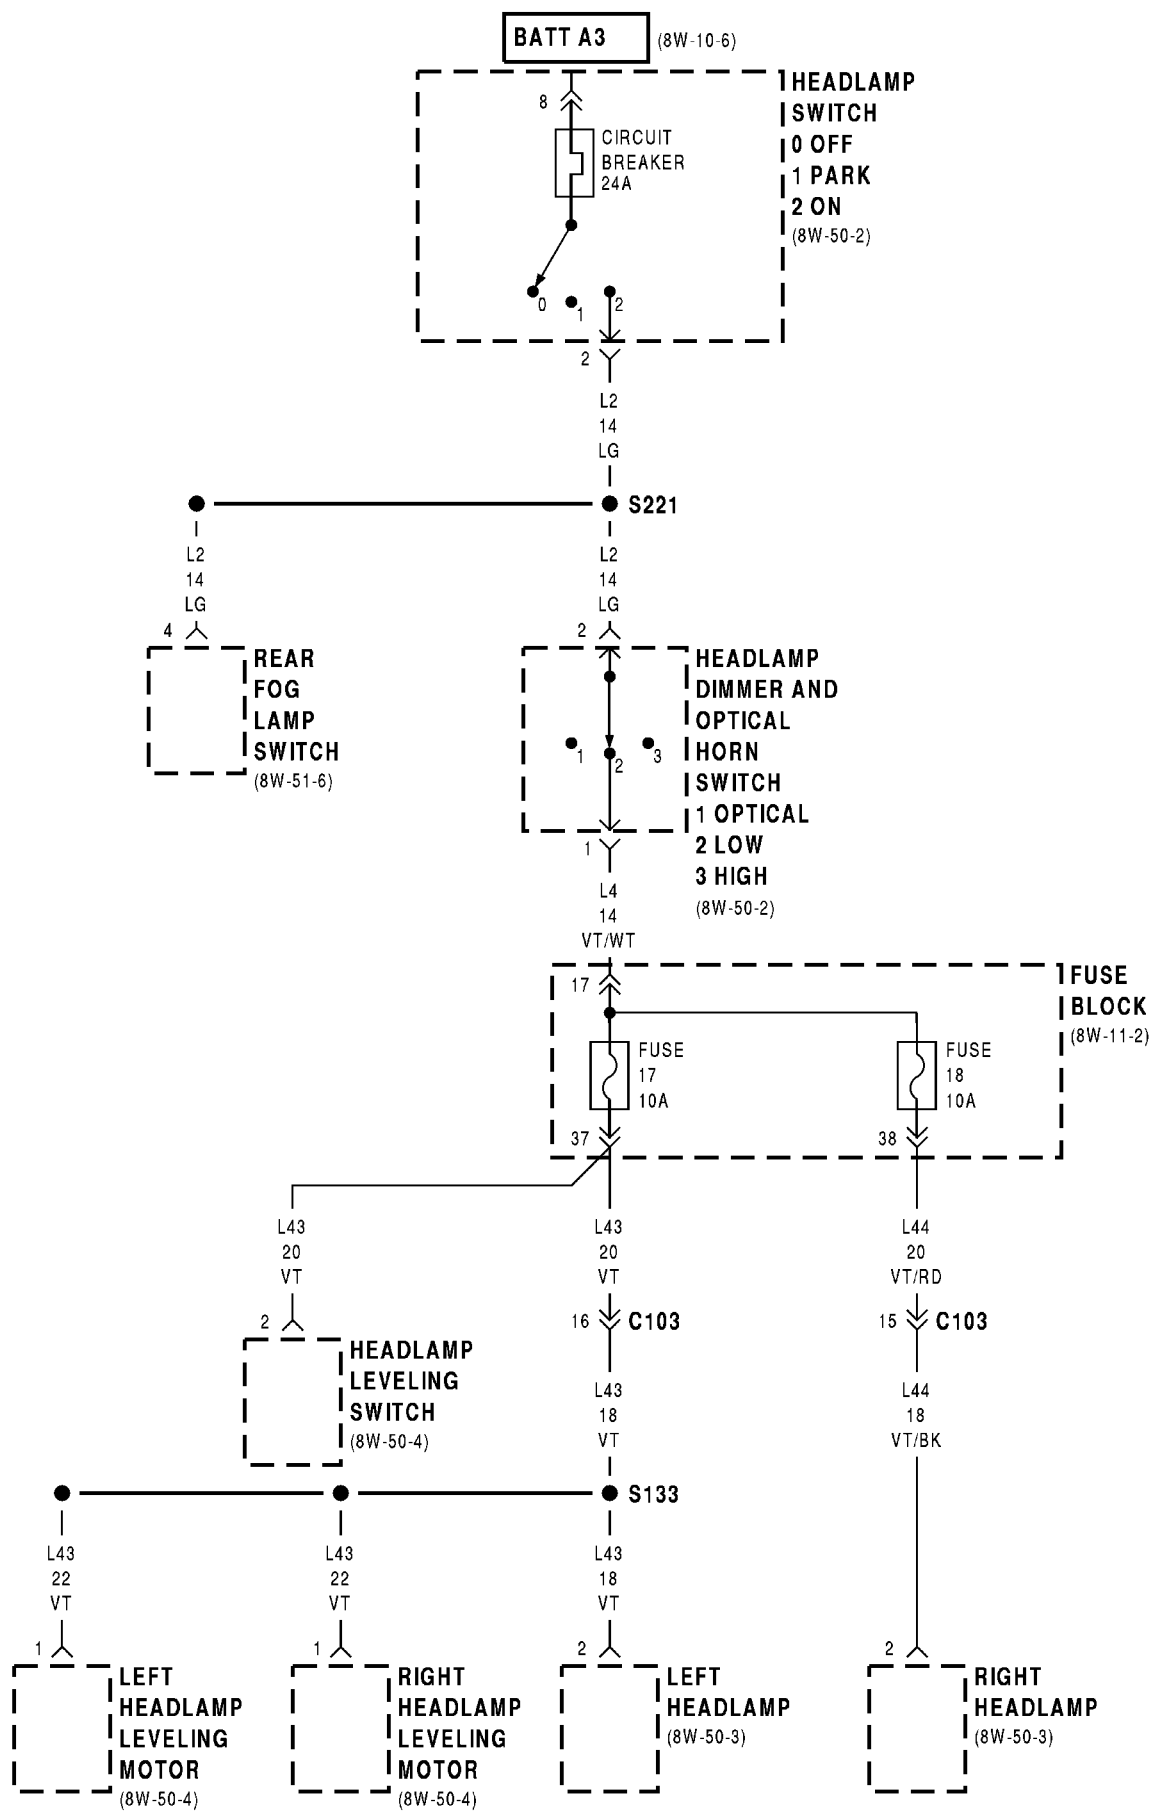 BATT A3
(8W-10-6)
HEADLAMP
SWITCH
0 OFF
1 PARK
2 ON
(8W-50-2)
8
CIRCUIT
BREAKER
24A
0
1
2
2
L2
14
LG
S221
L2
14
LG
L2
14
LG
4
REAR
FOG
LAMP
SWITCH
(8W-51-6)
2
HEADLAMP
DIMMER AND
OPTICAL
HORN
SWITCH
1 OPTICAL
2 LOW
3 HIGH
(8W-50-2)
1
2
3
1
L4
14
VT/WT
17
FUSE
BLOCK
(8W-11-2)
FUSE
17
10A
FUSE
18
10A
37
38
L43
20
VT
L43
20
VT
L44
20
VT/RD
2
16
C103
15
C103
HEADLAMP
LEVELING
SWITCH
(8W-50-4)
L43
18
VT
L44
18
VT/BK
S133
L43
22
VT
L43
22
VT
L43
18
VT
1
1
2
2
LEFT
HEADLAMP
LEVELING
MOTOR
(8W-50-4)
RIGHT
HEADLAMP
LEVELING
MOTOR
(8W-50-4)
LEFT
HEADLAMP
(8W-50-3)
RIGHT
HEADLAMP
(8W-50-3)